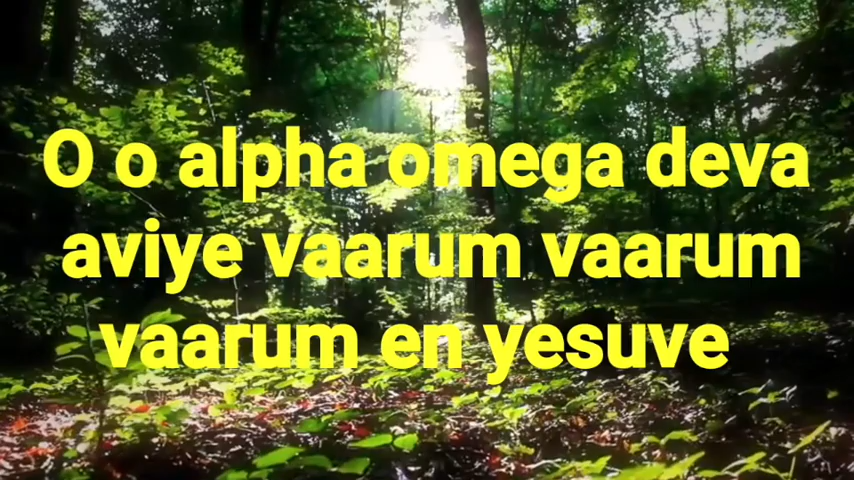 O o alpha omega deva
aviye vaarum vaarum
vaarum en yesuve